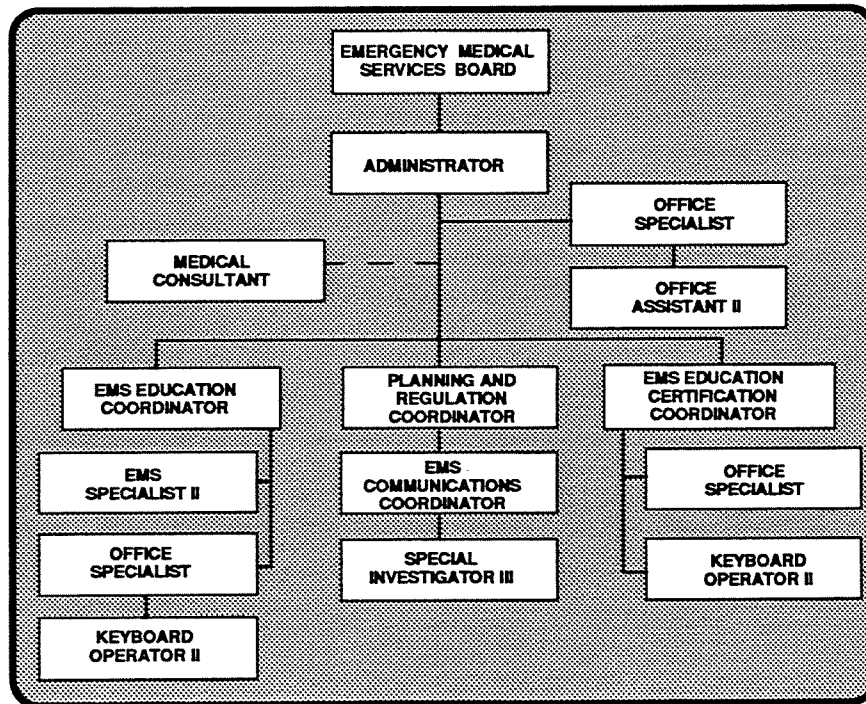 EMERGENCY MEDICAL
SERVICES BOARD
ADMINISTRATOR
OFFICE
SPECIALIST
MEDICAL
CONSULTANT
OFFICE
ASSISTANT II
EMS EDUCATION
COORDINATOR
PLANNING AND
REGULATION
COORDINATOR
EMS EDUCATION
CERTIFICATION
COORDINATOR
EMS
SPECIALIST II
EMS
COMMUNICATIONS
COORDINATOR
OFFICE
SPECIALIST
OFFICE
SPECIALIST
SPECIAL
INVESTIGATOR III
KEYBOARD
OPERATOR II
KEYBOARD
OPERATOR II